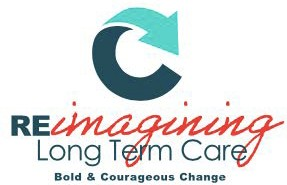 REimagining
Long Term Care
Bold & Courageous Change